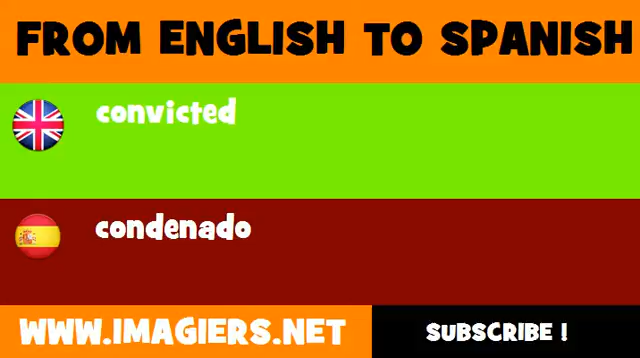 FROM ENGLISH TO SPANISH
convicted
condenado
WWW.IMAGIERS.NET
SUBSCRIBE !